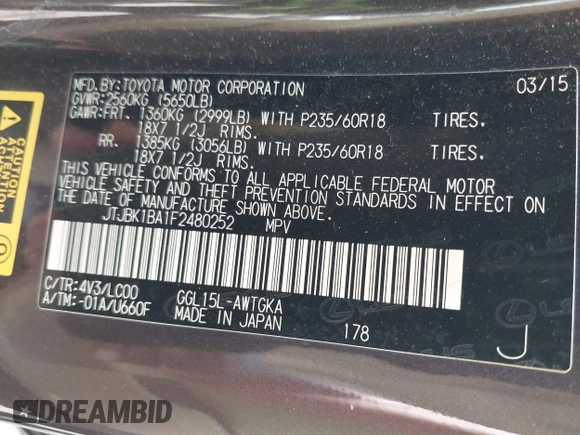 MFD.BY:TOYOTA MOTOR CORPORATION 03/15
GVWR:2560KG (5650LB)
GAWR:FRT. 1360KG (2999LB) WITH P235/60R18 TIRES.
18X7 1/2J RIMS.
RR. 1385KG (3056LB) WITH P235/60R18 TIRES.
18X7 1/2J RIMS.
THIS VEHICLE CONFORMS TO ALL APPLICABLE FEDERAL MOTOR
VEHICLE SAFETY AND THEFT PREVENTION STANDARDS IN EFFECT ON
THE DATE OF MANUFACTURE SHOWN ABOVE.
JTJBK1BA1F2480252 MPV
C/TR:4V3/LC00 GGL15L-AWTGKA
A/TM:-01A/U660F MADE IN JAPAN 178 J
CAUTION
ATTENTION
DREAMBID